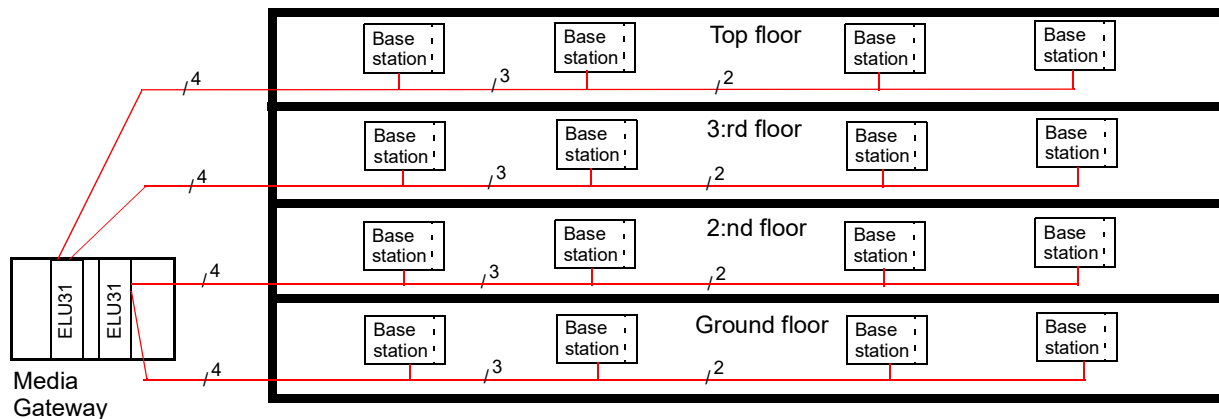 Top floor
Base
station
Base
station
Base
station
Base
station
4
3
2
3:rd floor
Base
station
Base
station
Base
station
Base
station
4
3
2
2:nd floor
Base
station
Base
station
Base
station
Base
station
4
3
2
Ground floor
Base
station
Base
station
Base
station
Base
station
4
3
2
ELU31
ELU31
Media
Gateway